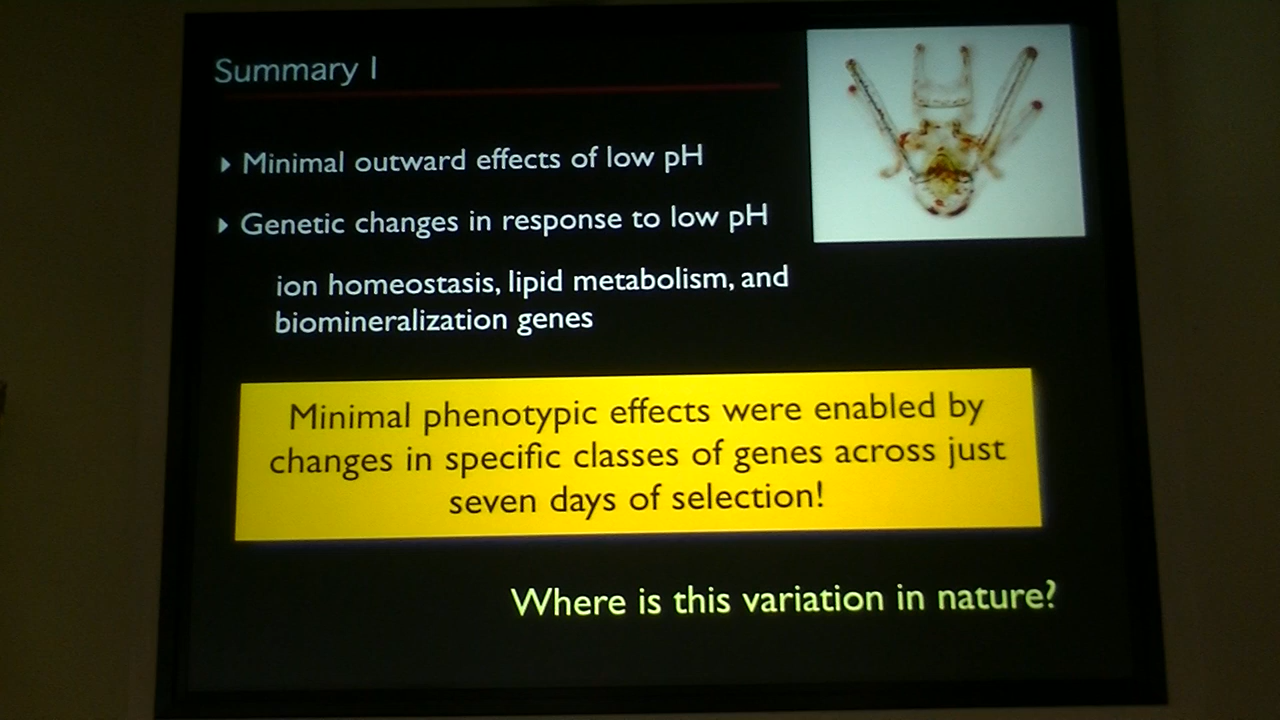 Summary I
Minimal outward effects of low pH
Genetic changes in response to low pH
ion homeostasis, lipid metabolism, and
biomineralization genes
Minimal phenotypic effects were enabled by
changes in specific classes of genes across just
seven days of selection!
Where is this variation in nature?